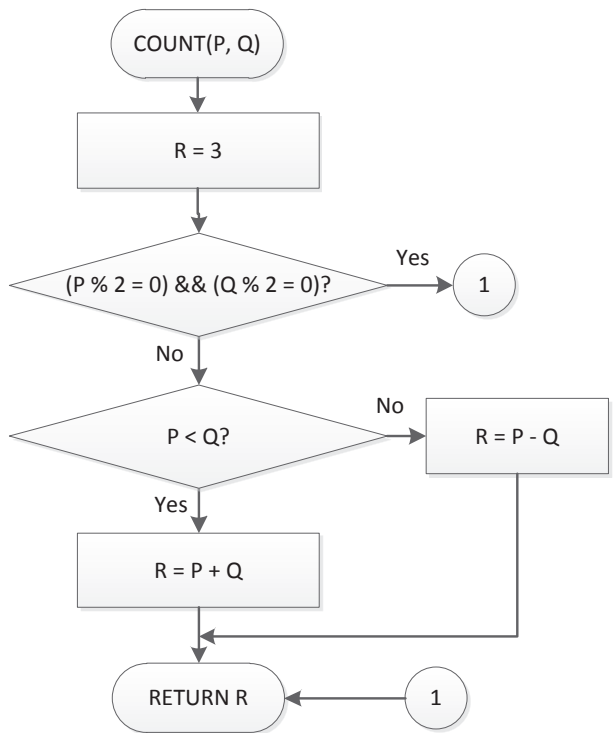 COUNT(P, Q)
R = 3
(P % 2 = 0) && (Q % 2 = 0)?
Yes
1
No
P < Q?
No
R = P - Q
Yes
R = P + Q
RETURN R
1